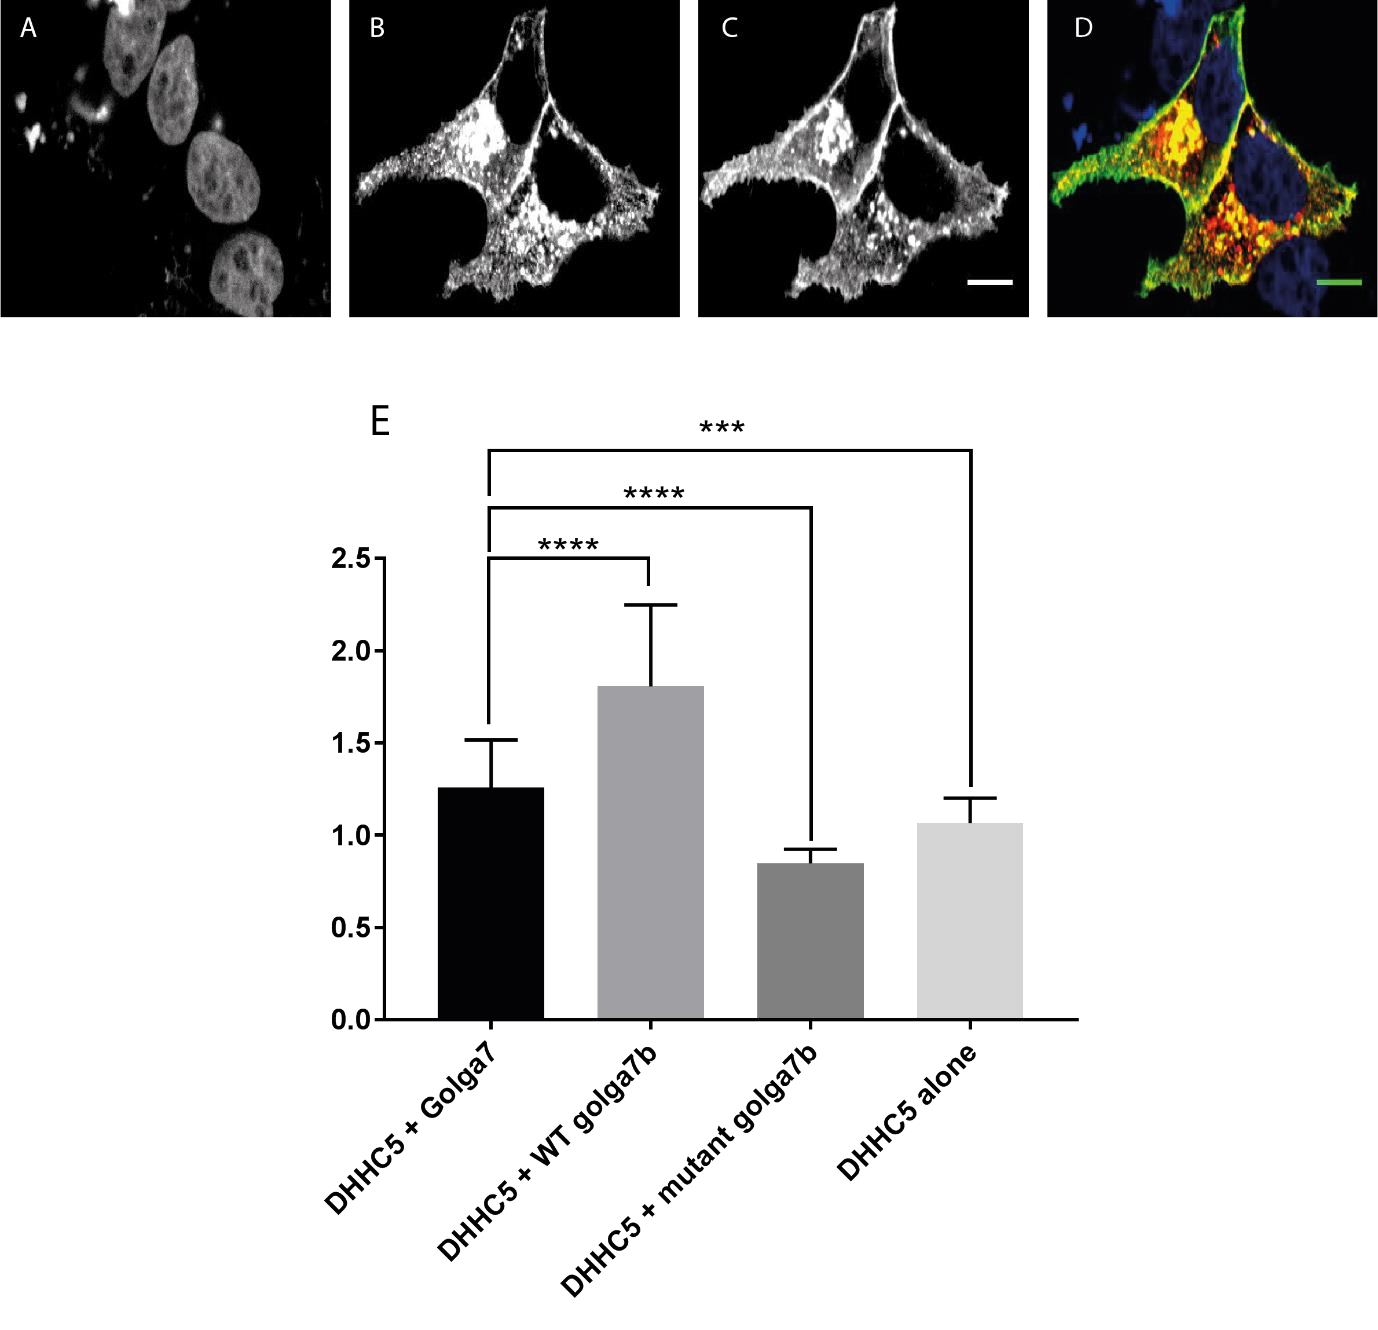 A
B
C
D
E
***
****
****
2.5
2.0
1.5
1.0
0.5
0.0
DHHC5 + Golga7
DHHC5 + WT golga7b
DHHC5 + mutant golga7b
DHHC5 alone